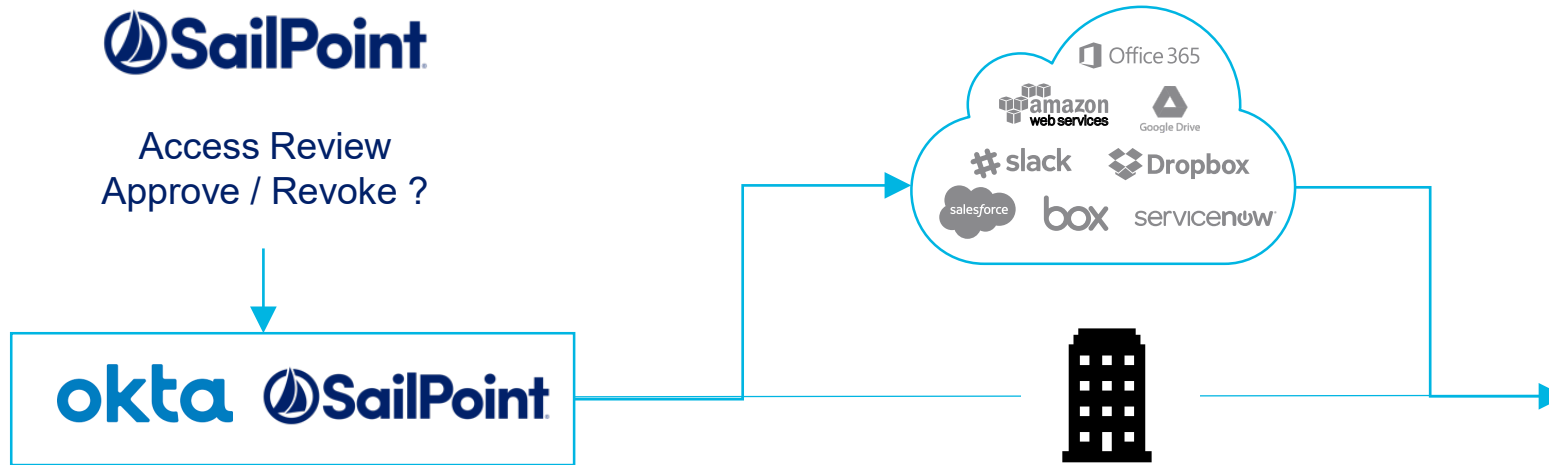 SailPoint
Access Review
Approve / Revoke ?
okta SailPoint
Office 365
amazon
web services
Google Drive
slack
Dropbox
salesforce
box
servicenow